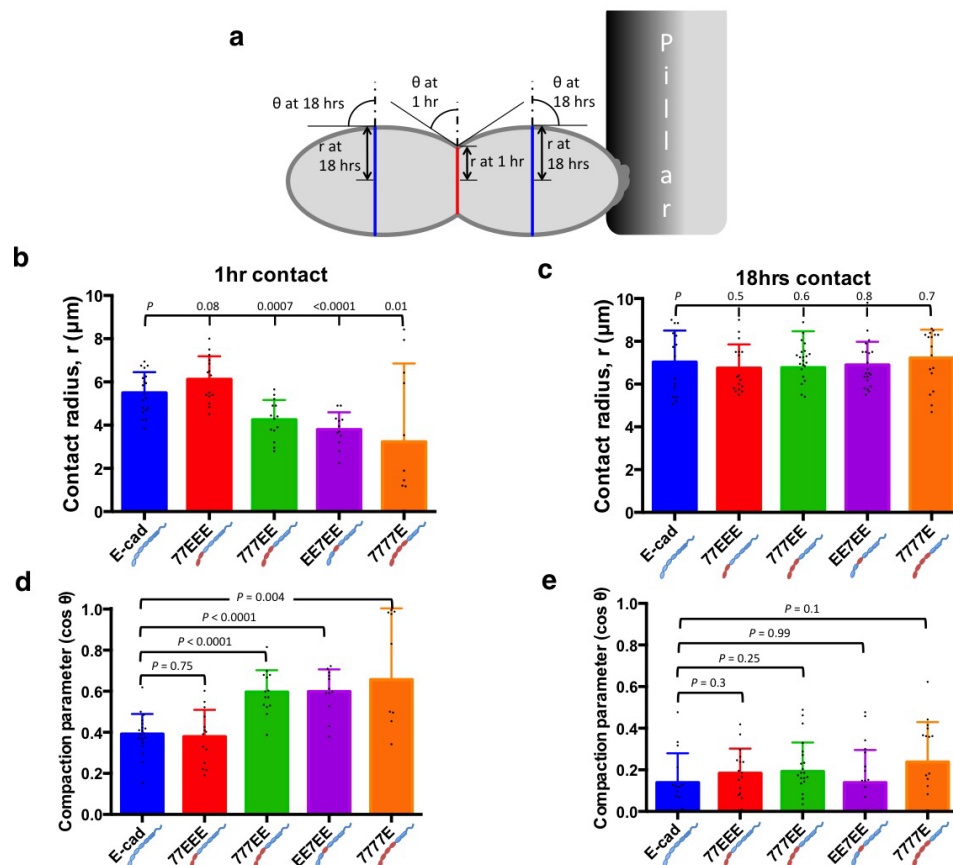 a
Pillar
θ at 18 hrs
θ at
1 hr
θ at
18 hrs
r at
18 hrs
r at 1 hr
r at
18 hrs
b
1hr contact
P 0.08 0.0007 <0.0001 0.01
Contact radius, r (μm)
10
8
6
4
2
0
E-cad 77EEE 777EE EE7EE 7777E
c
18hrs contact
P 0.5 0.6 0.8 0.7
Contact radius, r (μm)
10
8
6
4
2
0
E-cad 77EEE 777EE EE7EE 7777E
d
P = 0.004
P < 0.0001
P < 0.0001
P = 0.75
Compaction parameter (cos θ)
1.0
0.8
0.6
0.4
0.2
0.0
E-cad 77EEE 777EE EE7EE 7777E
e
P = 0.1
P = 0.99
P = 0.25
P = 0.3
Compaction parameter (cos θ)
1.0
0.8
0.6
0.4
0.2
0.0
E-cad 77EEE 777EE EE7EE 7777E